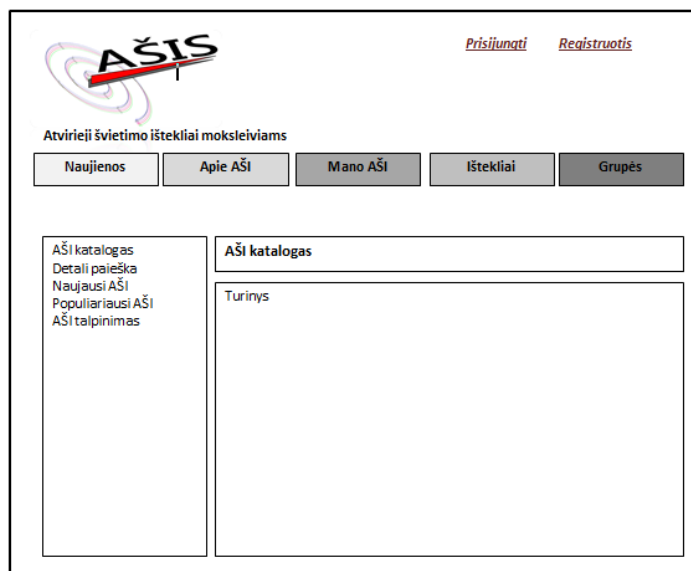 AŠIS
Prisijungti Registruotis
Atvirieji švietimo ištekliai moksleiviams
Naujienos Apie AŠI Mano AŠI Ištekliai Grupės
AŠI katalogas
Detali paieška
Naujausi AŠI
Populiariausi AŠI
AŠI talpinimas
AŠI katalogas
Turinys